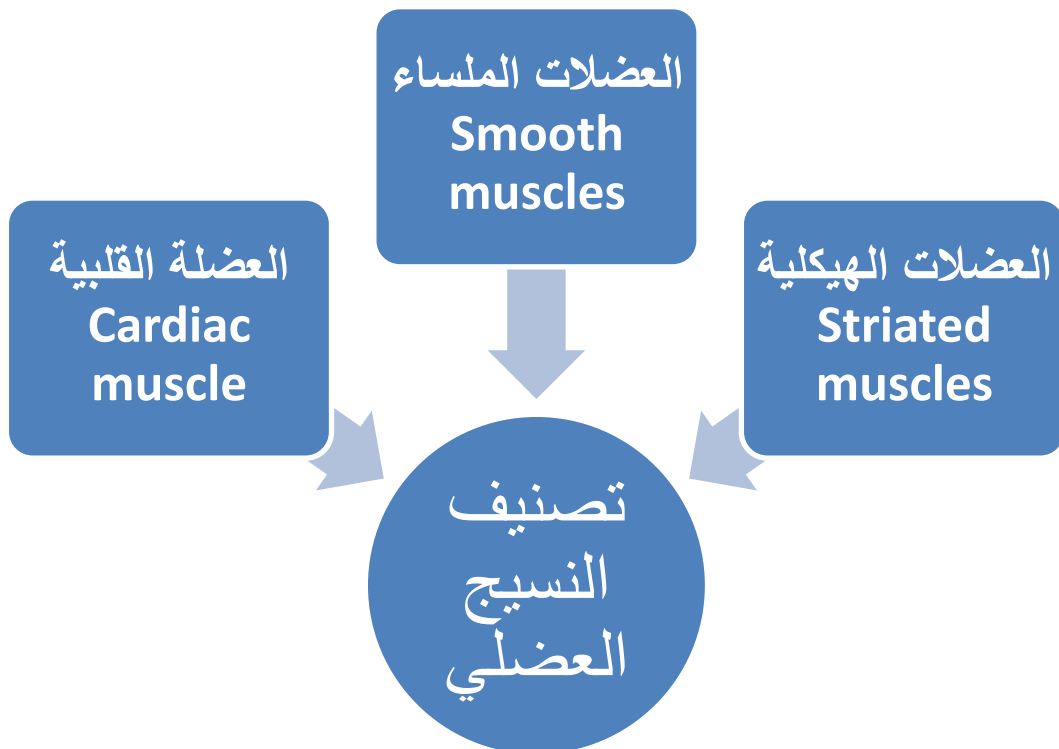 العضلات الملساء
Smooth
muscles
العضلات الهيكلية
Striated
muscles
العضلة القلبية
Cardiac
muscle
تصنيف
النسيج
العضلي